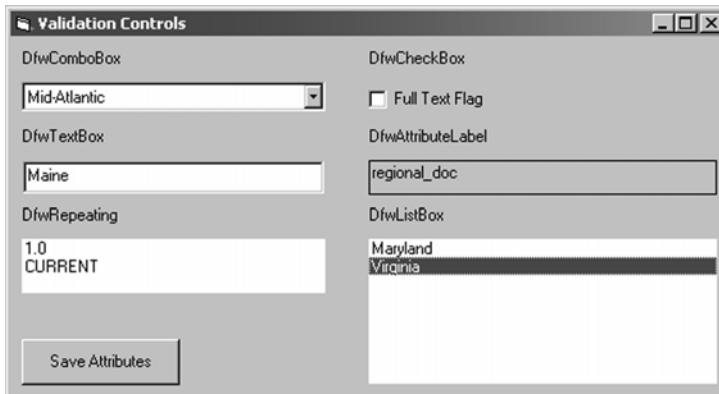 Validation Controls
DfwComboBox
Mid-Atlantic
DfwTextBox
Maine
DfwRepeating
1.0
CURRENT
Save Attributes
DfwCheckBox
Full Text Flag
DfwAttributeLabel
regional_doc
DfwListBox
Maryland
Virginia